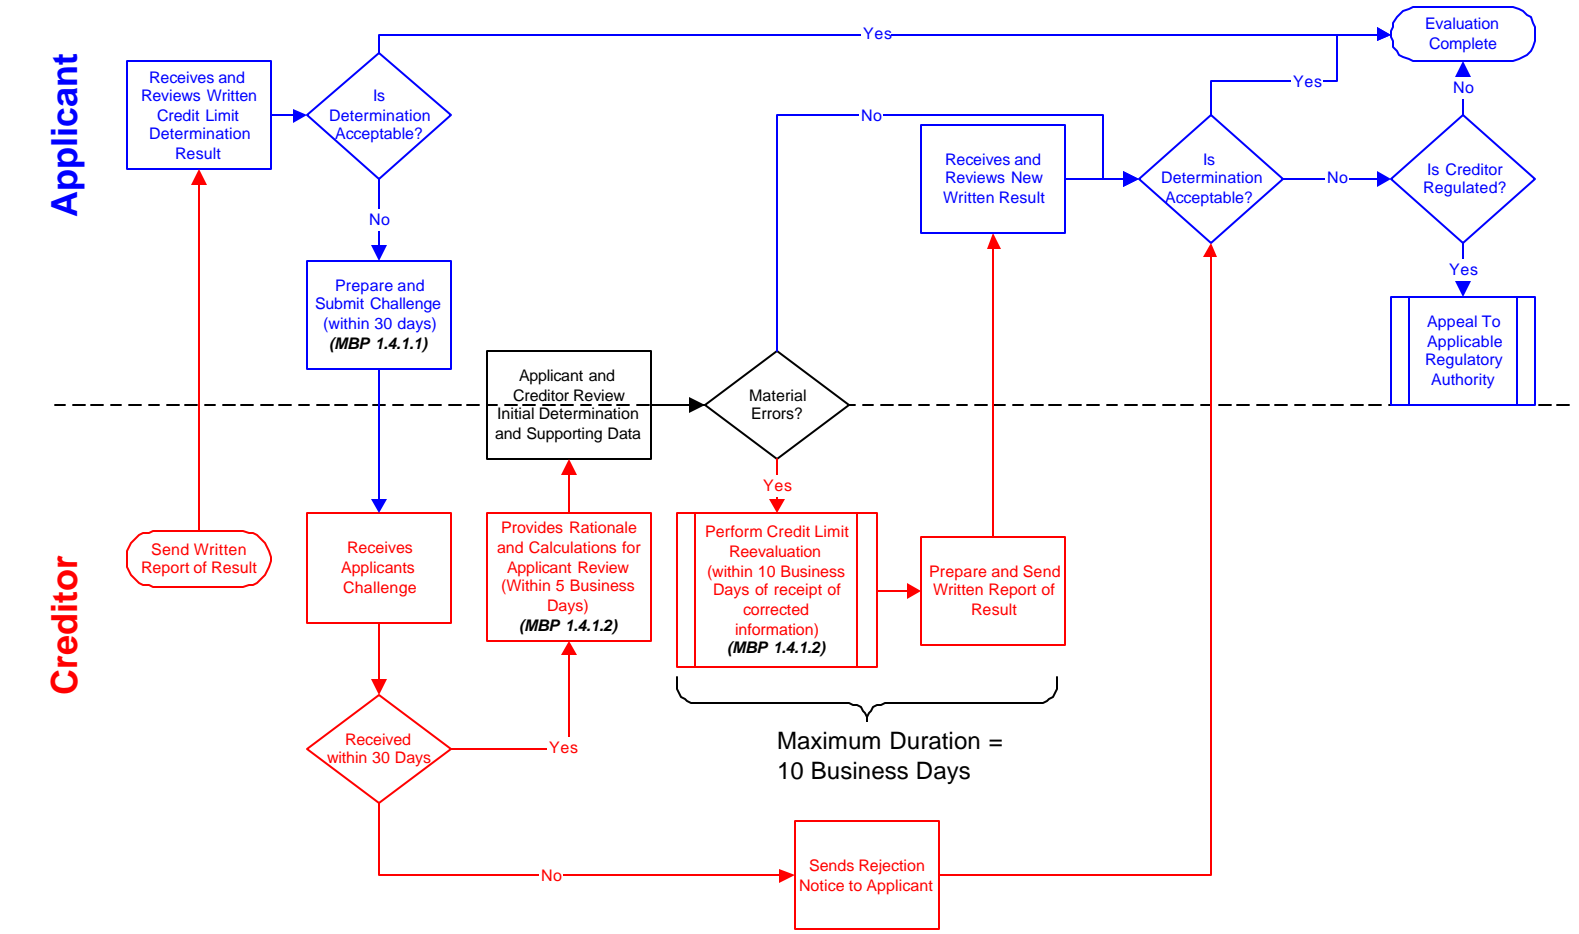 Applicant
Receives and
Reviews Written
Credit Limit
Determination
Result
Is
Determination
Acceptable?
Yes
No
Prepare and
Submit Challenge
(within 30 days)
(MBP 1.4.1.1)
Applicant and
Creditor Review
Initial Determination
and Supporting Data
Material
Errors?
No
Receives and
Reviews New
Written Result
Is
Determination
Acceptable?
Yes
No
Evaluation
Complete
No
Is Creditor
Regulated?
Yes
Appeal To
Applicable
Regulatory
Authority
Creditor
Send Written
Report of Result
Receives
Applicants
Challenge
Provides Rationale
and Calculations for
Applicant Review
(Within 5 Business
Days)
(MBP 1.4.1.2)
Yes
Perform Credit Limit
Reevaluation
(within 10 Business
Days of receipt of
corrected
information)
(MBP 1.4.1.2)
Prepare and Send
Written Report of
Result
Received
within 30 Days
Yes
Maximum Duration =
10 Business Days
No
Sends Rejection
Notice to Applicant